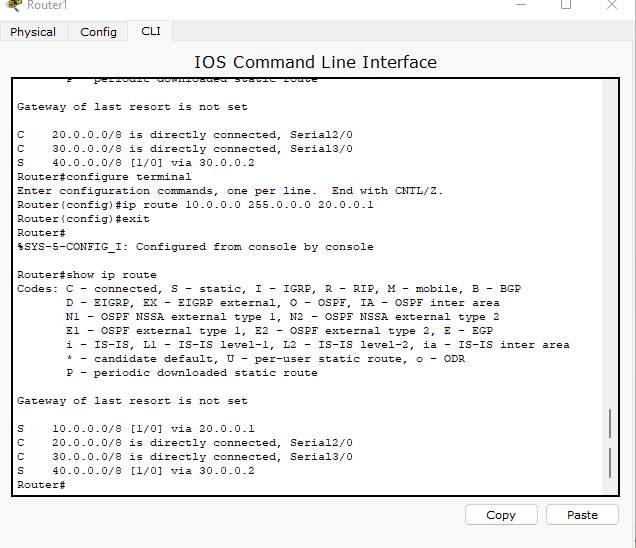 Router1
Physical Config CLI
IOS Command Line Interface
P - periodic downloaded static route
Gateway of last resort is not set
C    20.0.0.0/8 is directly connected, Serial2/0
C    30.0.0.0/8 is directly connected, Serial3/0
S    40.0.0.0/8 [1/0] via 30.0.0.2
Router#configure terminal
Enter configuration commands, one per line.  End with CNTL/Z.
Router(config)#ip route 10.0.0.0 255.0.0.0 20.0.0.1
Router(config)#exit
Router#
%SYS-5-CONFIG_I: Configured from console by console
Router#show ip route
Codes: C - connected, S - static, I - IGRP, R - RIP, M - mobile, B - BGP
       D - EIGRP, EX - EIGRP external, O - OSPF, IA - OSPF inter area
       N1 - OSPF NSSA external type 1, N2 - OSPF NSSA external type 2
       E1 - OSPF external type 1, E2 - OSPF external type 2, E - EGP
       i - IS-IS, L1 - IS-IS level-1, L2 - IS-IS level-2, ia - IS-IS inter area
       * - candidate default, U - per-user static route, o - ODR
       P - periodic downloaded static route
Gateway of last resort is not set
S    10.0.0.0/8 [1/0] via 20.0.0.1
C    20.0.0.0/8 is directly connected, Serial2/0
C    30.0.0.0/8 is directly connected, Serial3/0
S    40.0.0.0/8 [1/0] via 30.0.0.2
Router#
Copy Paste